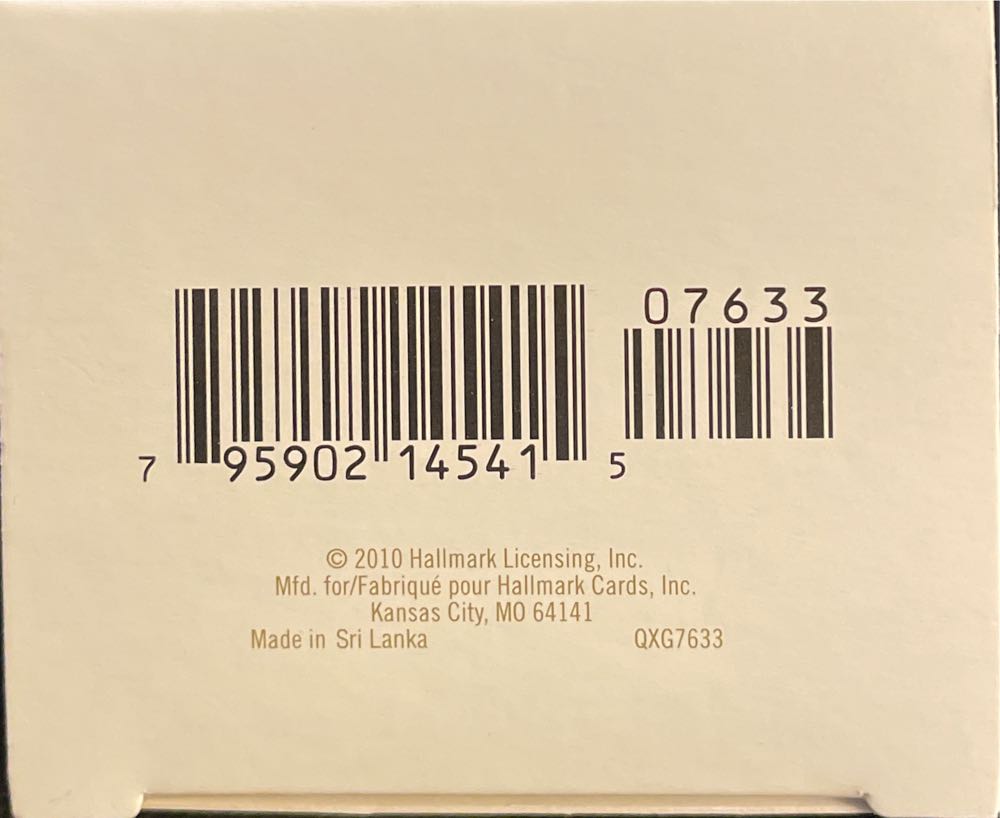 07633
7 95902 14541 5
© 2010 Hallmark Licensing, Inc.
Mfd. for/Fabriqué pour Hallmark Cards, Inc.
Kansas City, MO 64141
Made in Sri Lanka QXG7633